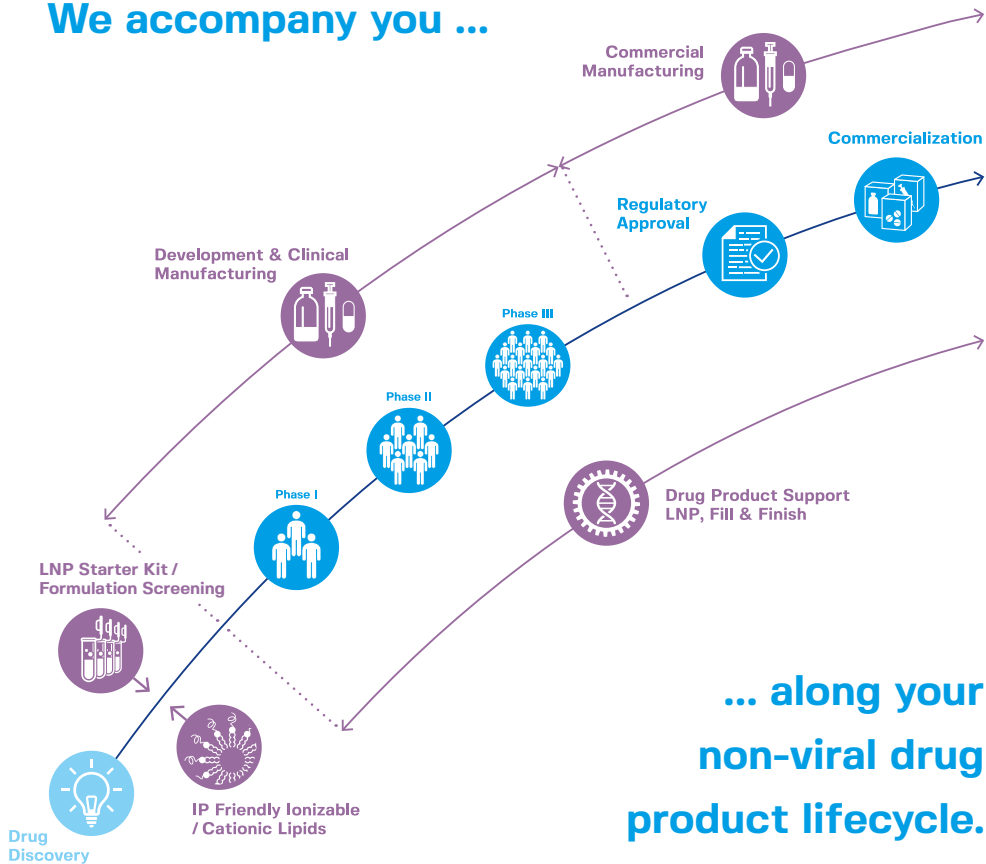 We accompany you ...
Commercial
Manufacturing
Commercialization
Regulatory
Approval
Development & Clinical
Manufacturing
Phase III
Phase II
Phase I
Drug Product Support
LNP, Fill & Finish
LNP Starter Kit /
Formulation Screening
IP Friendly Ionizable
/ Cationic Lipids
Drug
Discovery
... along your
non-viral drug
product lifecycle.